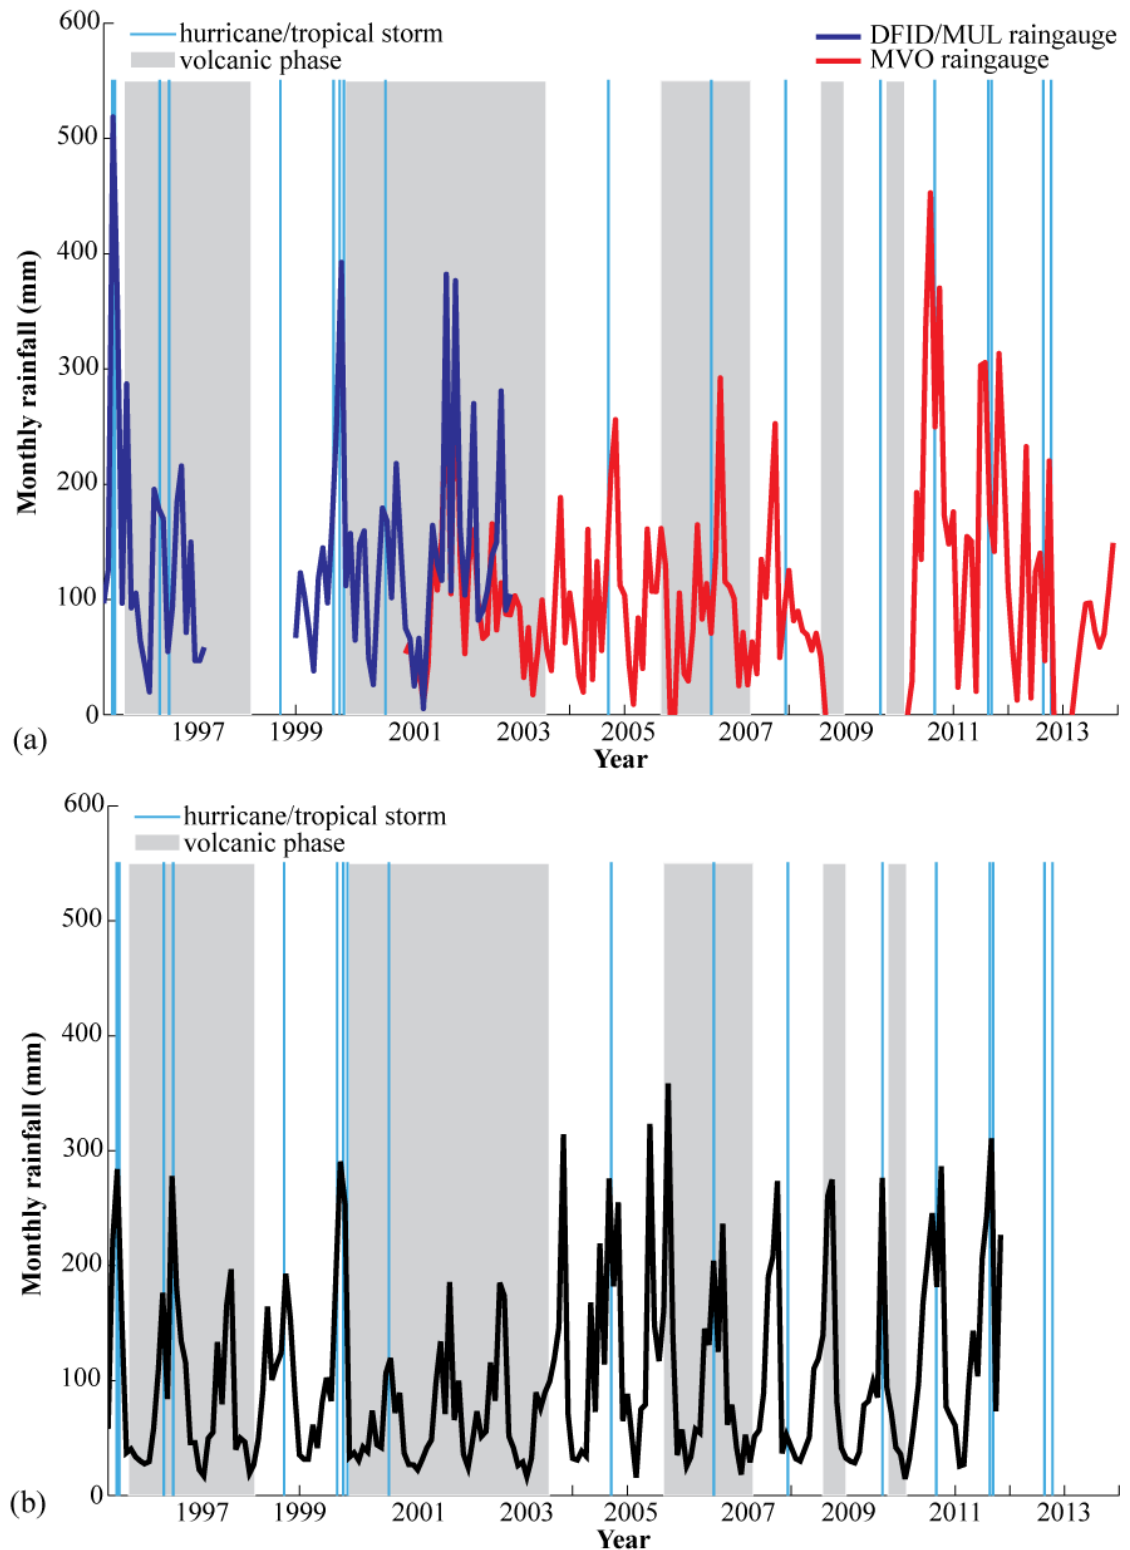 600
hurricane/tropical storm
volcanic phase
DFID/MUL raingauge
MVO raingauge
500
400
300
200
100
0
Monthly rainfall (mm)
1997 1999 2001 2003 2005 2007 2009 2011 2013
(a)
Year
600
hurricane/tropical storm
volcanic phase
500
400
300
200
100
0
Monthly rainfall (mm)
1997 1999 2001 2003 2005 2007 2009 2011 2013
(b)
Year